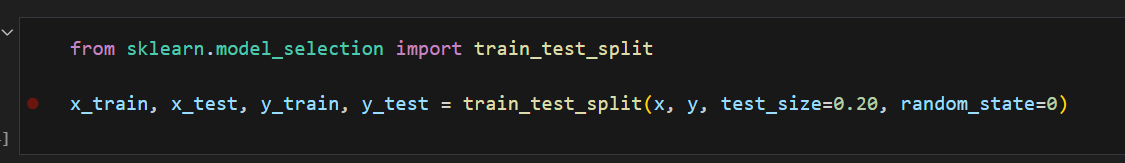 from sklearn.model_selection import train_test_split
x_train, x_test, y_train, y_test = train_test_split(x, y, test_size=0.20, random_state=0)
]